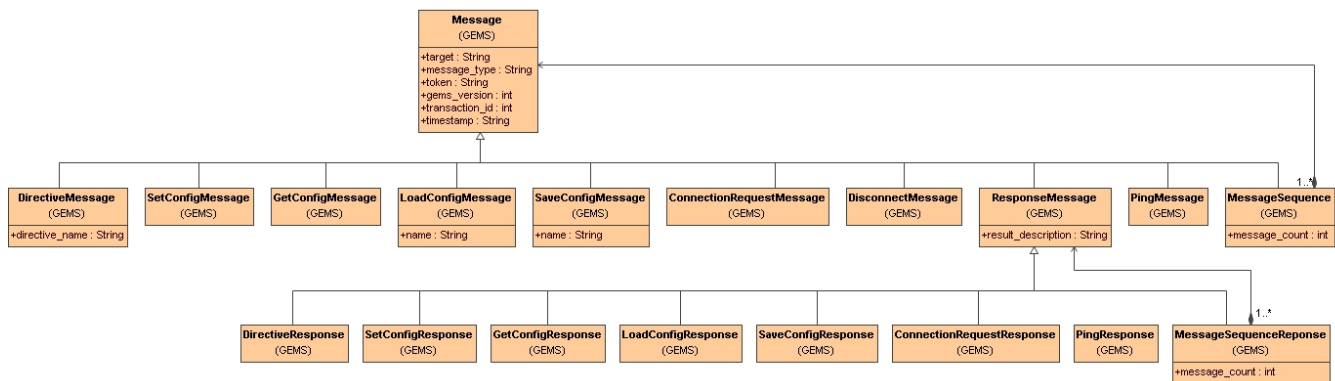 Message
(GEMS)
+target : String
+message_type : String
+token : String
+gems_version : int
+transaction_id : int
+timestamp : String
DirectiveMessage
(GEMS)
+directive_name : String
SetConfigMessage
(GEMS)
GetConfigMessage
(GEMS)
LoadConfigMessage
(GEMS)
+name : String
SaveConfigMessage
(GEMS)
+name : String
ConnectionRequestMessage
(GEMS)
DisconnectMessage
(GEMS)
ResponseMessage
(GEMS)
+result_description : String
PingMessage
(GEMS)
1..*
MessageSequence
(GEMS)
+message_count : int
DirectiveResponse
(GEMS)
SetConfigResponse
(GEMS)
GetConfigResponse
(GEMS)
LoadConfigResponse
(GEMS)
SaveConfigResponse
(GEMS)
ConnectionRequestResponse
(GEMS)
PingResponse
(GEMS)
1..*
MessageSequenceReponse
(GEMS)
+message_count : int